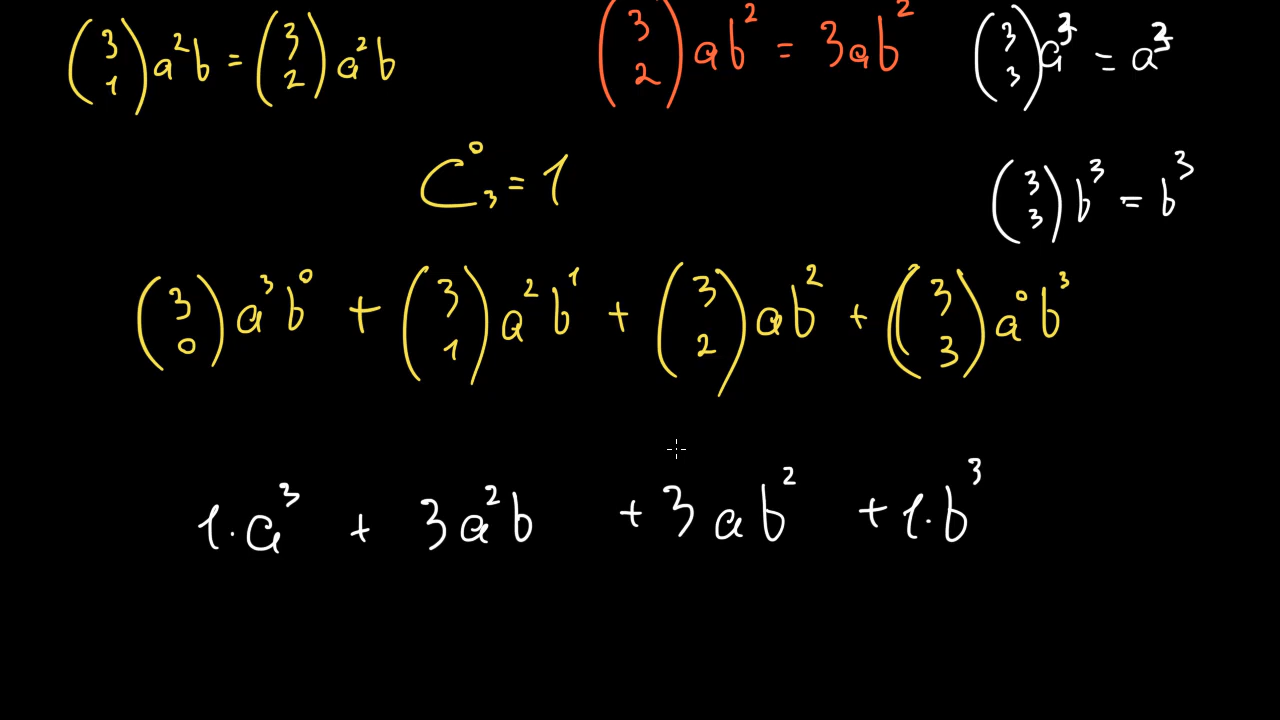 (3 1) a²b = (3 2) a²b (3 2) ab² = 3ab² (3 3) a³ = a³
C₃⁰ = 1 (3 3) b³ = b³
(3 0) a³b⁰ + (3 1) a²b¹ + (3 2) ab² + (3 3) a⁰b³
1·a³ + 3a²b + 3ab² + 1·b³